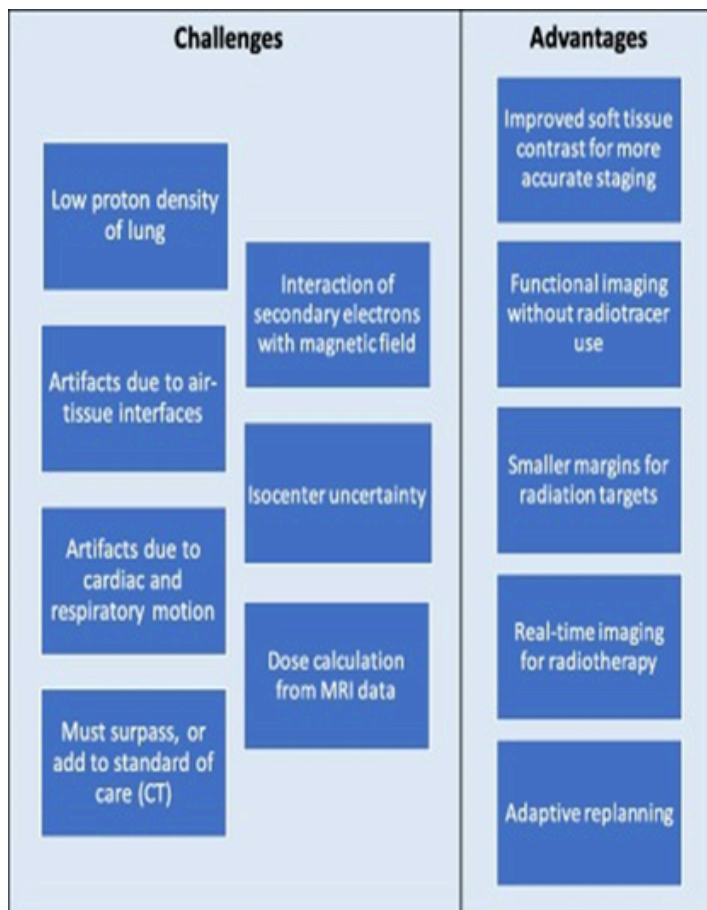 Challenges
Low proton density
of lung
Artifacts due to air-
tissue interfaces
Artifacts due to
cardiac and
respiratory motion
Must surpass, or
add to standard of
care (CT)
Interaction of
secondary electrons
with magnetic field
Isocenter uncertainty
Dose calculation
from MRI data
Advantages
Improved soft tissue
contrast for more
accurate staging
Functional imaging
without radiotracer
use
Smaller margins for
radiation targets
Real-time imaging
for radiotherapy
Adaptive replanning